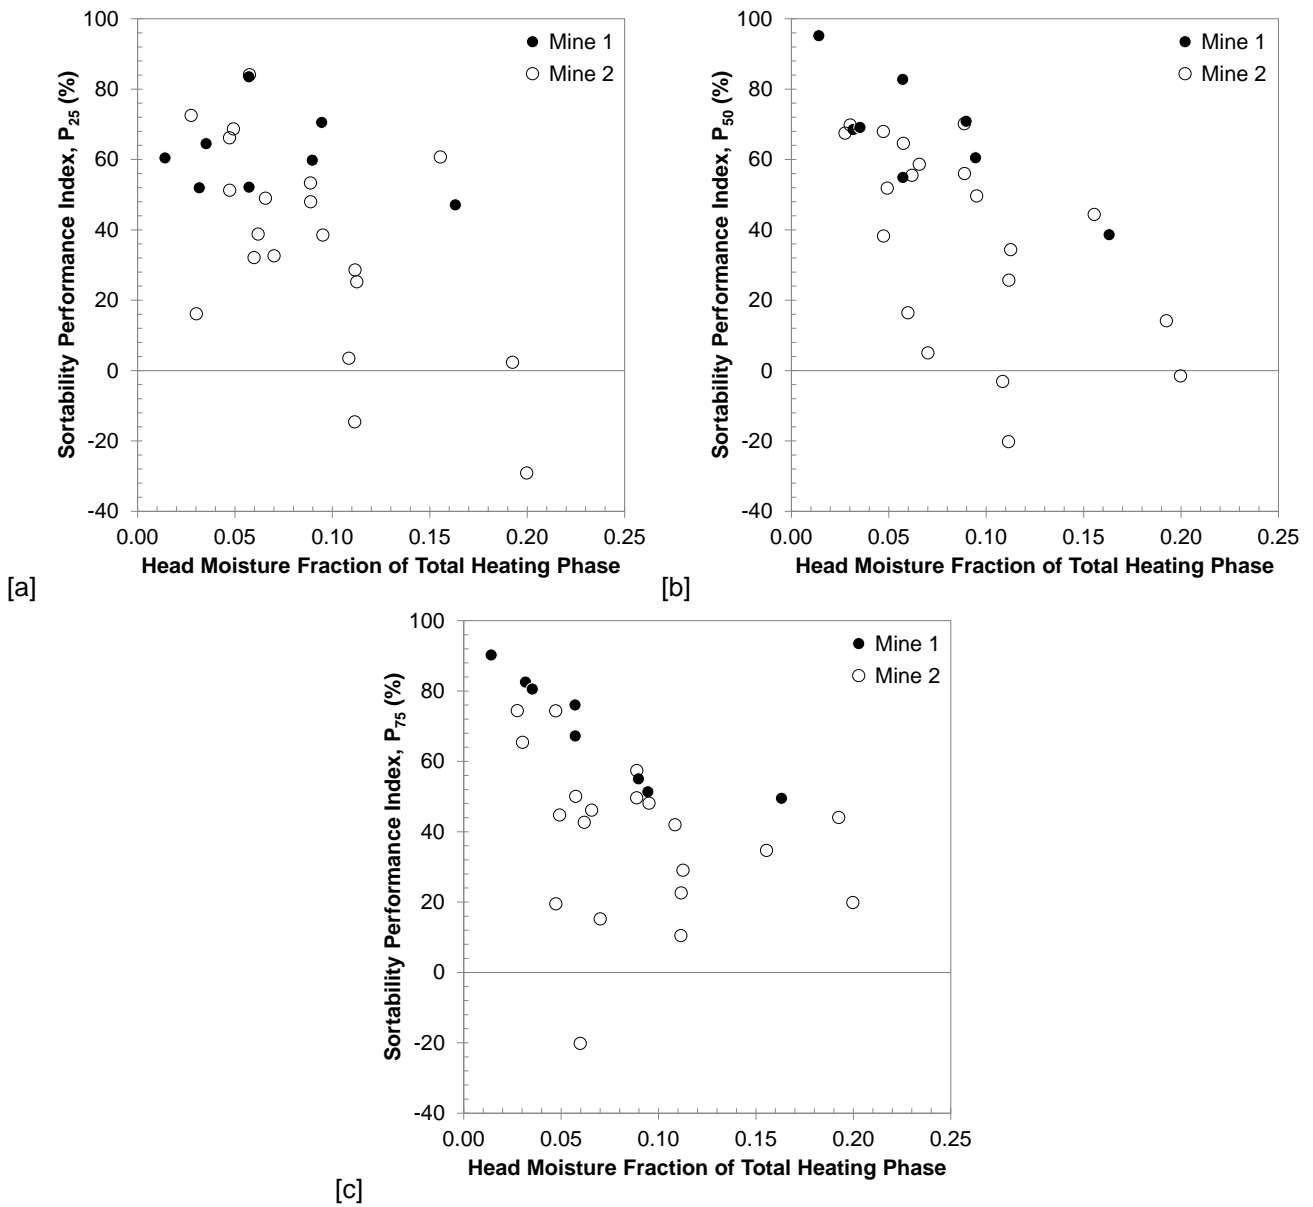 100
80
60
40
20
0
-20
-40
0.00 0.05 0.10 0.15 0.20 0.25
Sortability Performance Index, P25 (%)
Head Moisture Fraction of Total Heating Phase
Mine 1
Mine 2
[a]
100
80
60
40
20
0
-20
-40
0.00 0.05 0.10 0.15 0.20 0.25
Sortability Performance Index, P50 (%)
Head Moisture Fraction of Total Heating Phase
Mine 1
Mine 2
[b]
100
80
60
40
20
0
-20
-40
0.00 0.05 0.10 0.15 0.20 0.25
Sortability Performance Index, P75 (%)
Head Moisture Fraction of Total Heating Phase
Mine 1
Mine 2
[c]